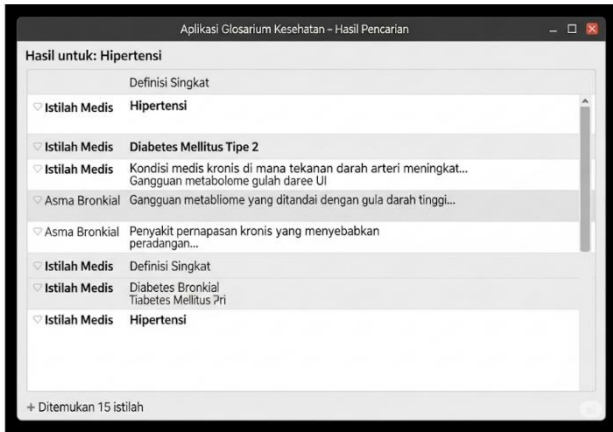 Aplikasi Glosarium Kesehatan – Hasil Pencarian
Hasil untuk: Hipertensi
Definisi Singkat
Istilah Medis Hipertensi
Istilah Medis Diabetes Mellitus Tipe 2
Istilah Medis Kondisi medis kronis di mana tekanan darah arteri meningkat...
Gangguan metabolome gulah daree UI
Asma Bronkial Gangguan metabliome yang ditandai dengan gula darah tinggi...
Asma Bronkial Penyakit pernapasan kronis yang menyebabkan
peradangan...
Istilah Medis Definisi Singkat
Istilah Medis Diabetes Bronkial
Tiabetes Mellitus Pri
Istilah Medis Hipertensi
+ Ditemukan 15 istilah